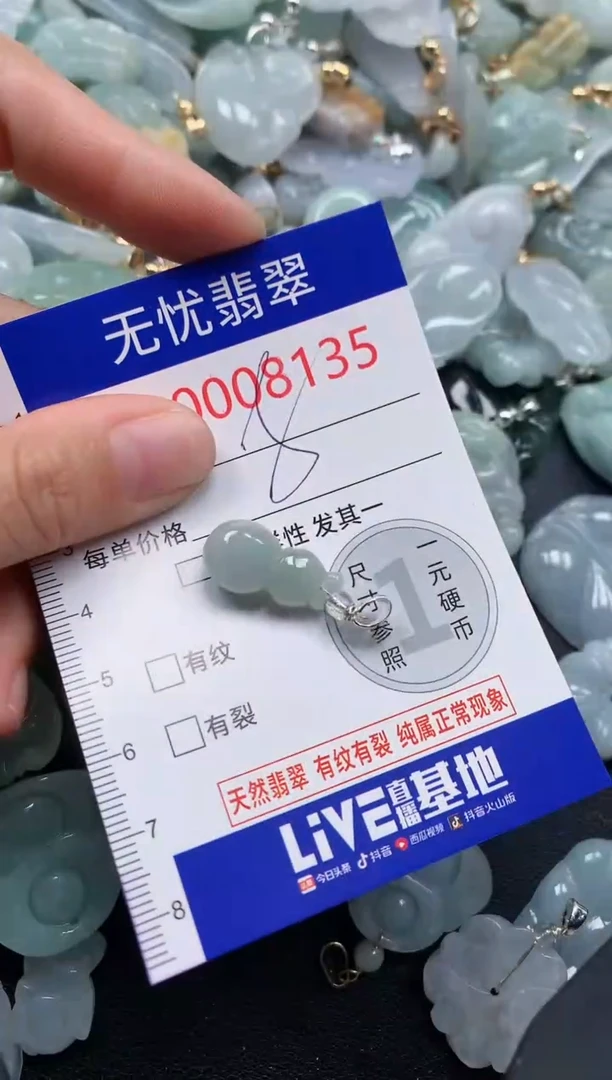 无忧翡翠
0008135
8
每单价格
性 发其一
3
4
5
6
7
8
有纹
有裂
1
尺寸参照
一元硬币
天然翡翠 有纹有裂 纯属正常现象
LiVE直播基地
今日头条 抖音 西瓜视频 抖音火山版